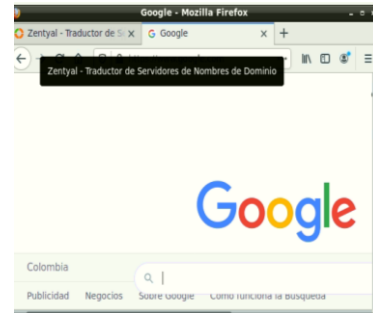 Google - Mozilla Firefox
Zentyal - Traductor de S
Google
Zentyal - Traductor de Servidores de Nombres de Dominio
Google
Colombia
Publicidad Negocios Sobre Google Cómo funciona la Búsqueda